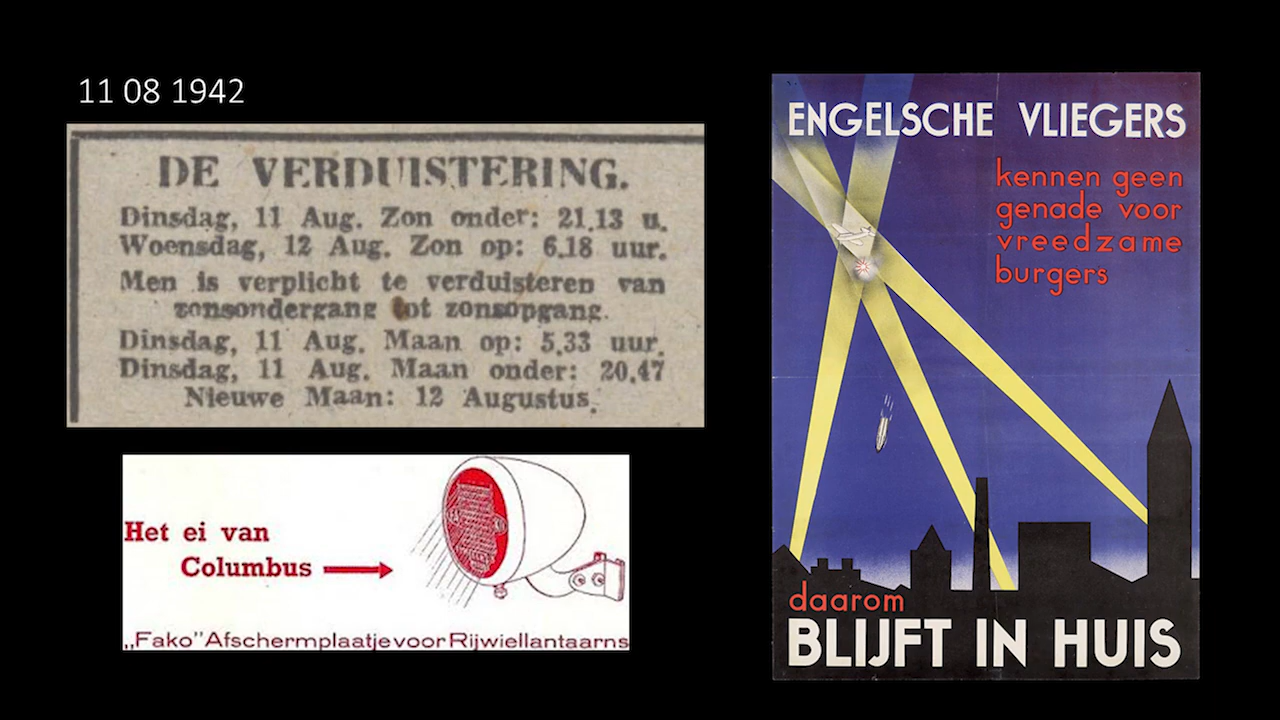 11 08 1942
DE VERDUISTERING.
Dinsdag, 11 Aug. Zon onder: 21.13 u.
Woensdag, 12 Aug. Zon op: 6.18 uur.
Men is verplicht te verduisteren van
zonsondergang tot zonsopgang.
Dinsdag, 11 Aug. Maan op: 5.33 uur.
Dinsdag, 11 Aug. Maan onder: 20.47
Nieuwe Maan: 12 Augustus.
Het ei van
Columbus
„Fako" Afschermplaatje voor Rijwiellantaarns
ENGELSCHE VLIEGERS
kennen geen
genade voor
vreedzame
burgers
daarom
BLIJFT IN HUIS